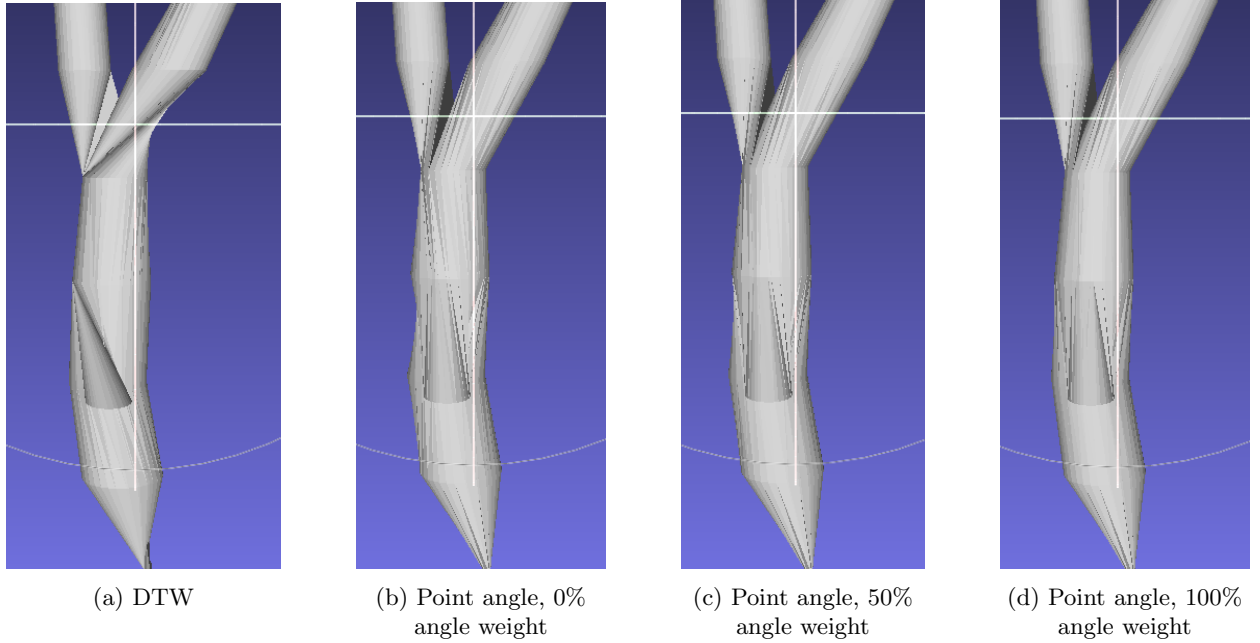 (a) DTW
(b) Point angle, 0%
angle weight
(c) Point angle, 50%
angle weight
(d) Point angle, 100%
angle weight